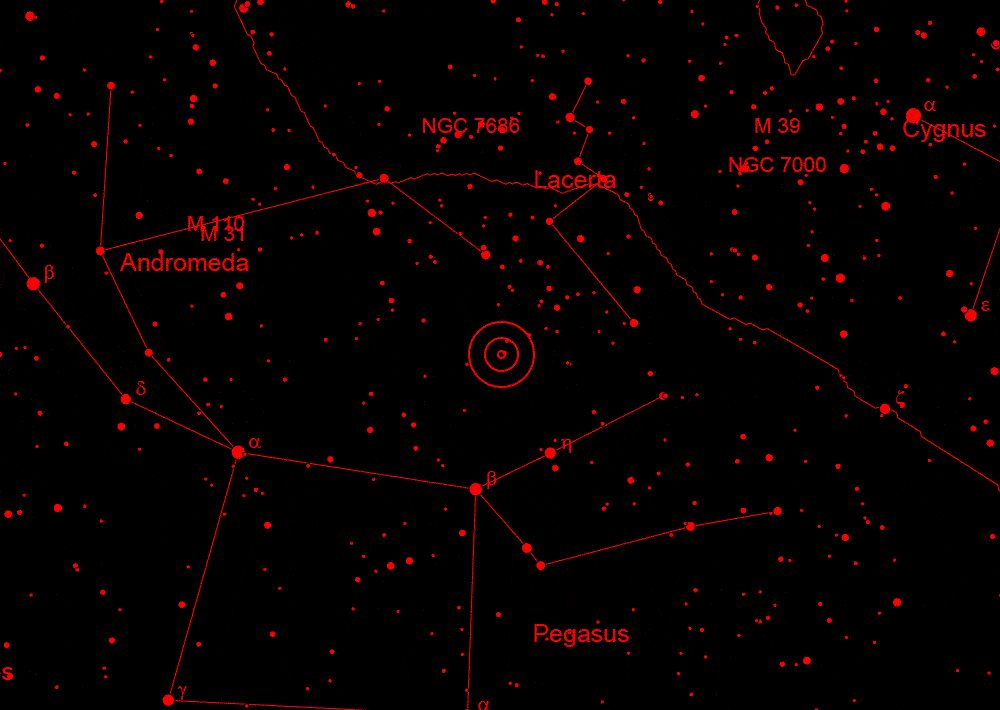 α
NGC 7686
M 39
Cygnus
NGC 7000
Lacerta
M 110
M 31
Andromeda
β
ε
δ
ζ
α
η
β
Pegasus
s
γ
α